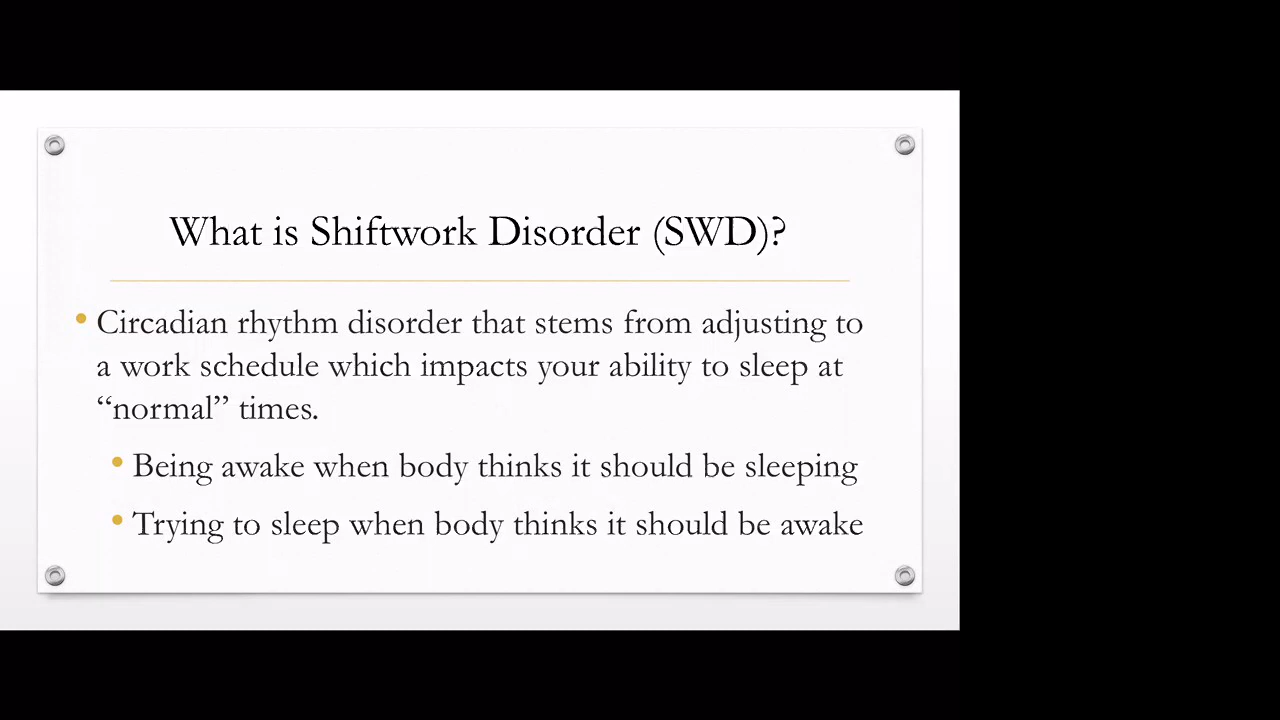 What is Shiftwork Disorder (SWD)?
• Circadian rhythm disorder that stems from adjusting to
a work schedule which impacts your ability to sleep at
“normal” times.
• Being awake when body thinks it should be sleeping
• Trying to sleep when body thinks it should be awake